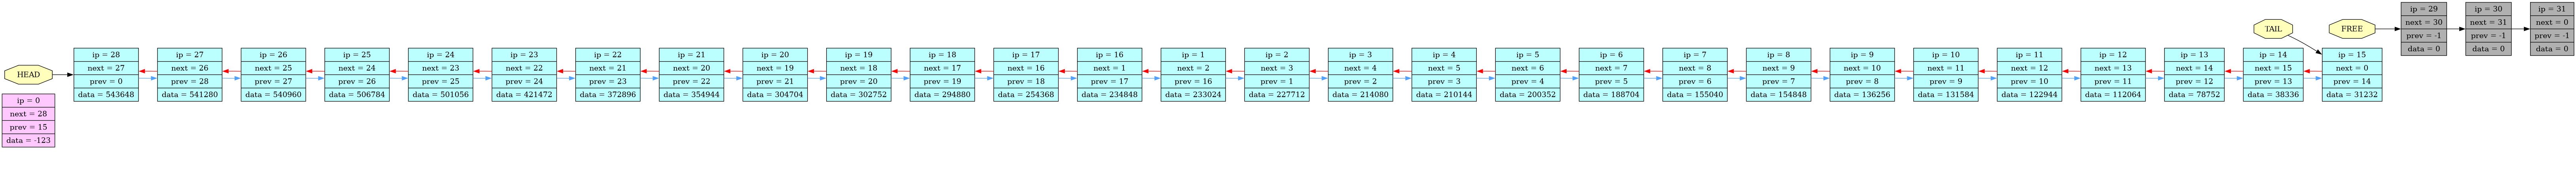 HEAD
ip = 0
next = 28
prev = 15
data = -123
ip = 28
next = 27
prev = 0
data = 543648
ip = 27
next = 26
prev = 28
data = 541280
ip = 26
next = 25
prev = 27
data = 540960
ip = 25
next = 24
prev = 26
data = 506784
ip = 24
next = 23
prev = 25
data = 501056
ip = 23
next = 22
prev = 24
data = 421472
ip = 22
next = 21
prev = 23
data = 372896
ip = 21
next = 20
prev = 22
data = 354944
ip = 20
next = 19
prev = 21
data = 304704
ip = 19
next = 18
prev = 20
data = 302752
ip = 18
next = 17
prev = 19
data = 294880
ip = 17
next = 16
prev = 18
data = 254368
ip = 16
next = 1
prev = 17
data = 234848
ip = 1
next = 2
prev = 16
data = 233024
ip = 2
next = 3
prev = 1
data = 227712
ip = 3
next = 4
prev = 2
data = 214080
ip = 4
next = 5
prev = 3
data = 210144
ip = 5
next = 6
prev = 4
data = 200352
ip = 6
next = 7
prev = 5
data = 188704
ip = 7
next = 8
prev = 6
data = 155040
ip = 8
next = 9
prev = 7
data = 154848
ip = 9
next = 10
prev = 8
data = 136256
ip = 10
next = 11
prev = 9
data = 131584
ip = 11
next = 12
prev = 10
data = 122944
ip = 12
next = 13
prev = 11
data = 112064
ip = 13
next = 14
prev = 12
data = 78752
ip = 14
next = 15
prev = 13
data = 38336
TAIL
ip = 15
next = 0
prev = 14
data = 31232
FREE
ip = 29
next = 30
prev = -1
data = 0
ip = 30
next = 31
prev = -1
data = 0
ip = 31
next = 0
prev = -1
data = 0